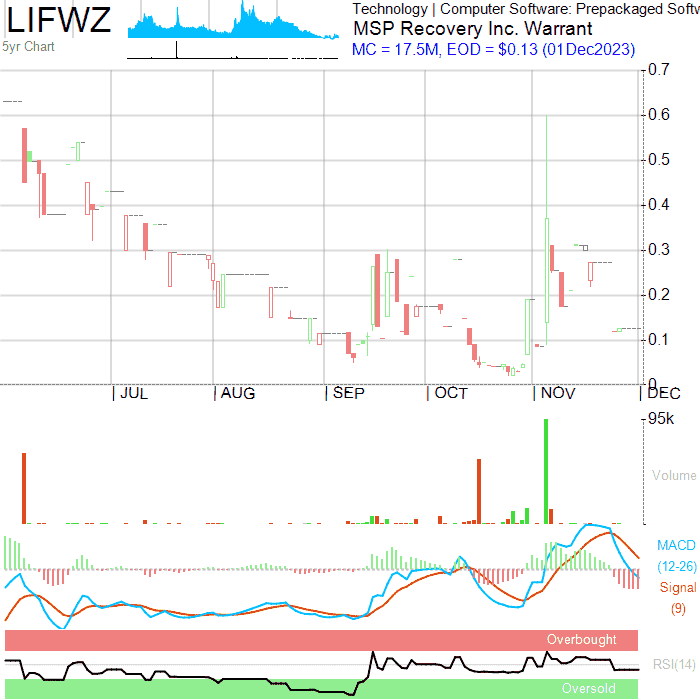 LIFWZ
5yr Chart
Technology | Computer Software: Prepackaged Softw
MSP Recovery Inc. Warrant
MC = 17.5M, EOD = $0.13 (01Dec2023)
0.7
0.6
0.5
0.4
0.3
0.2
0.1
0
JUL AUG SEP OCT NOV DEC
95K
Volume
MACD
(12-26)
Signal
(9)
Overbought
RSI(14)
Oversold